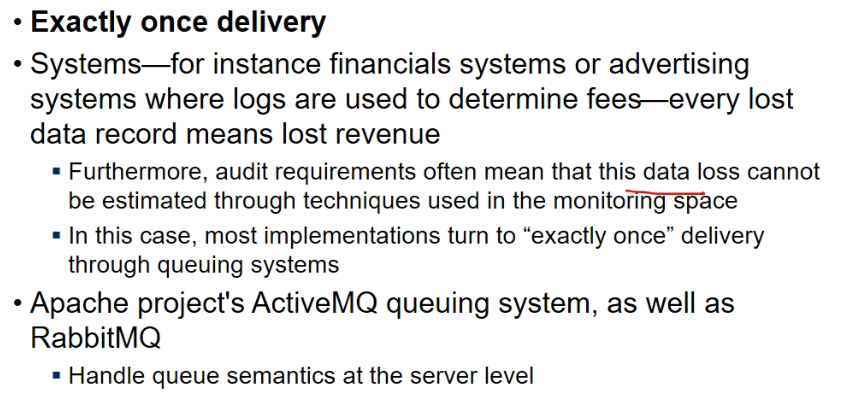 • Exactly once delivery
• Systems—for instance financials systems or advertising
systems where logs are used to determine fees—every lost
data record means lost revenue
▪ Furthermore, audit requirements often mean that this data loss cannot
be estimated through techniques used in the monitoring space
▪ In this case, most implementations turn to “exactly once” delivery
through queuing systems
• Apache project's ActiveMQ queuing system, as well as
RabbitMQ
▪ Handle queue semantics at the server level